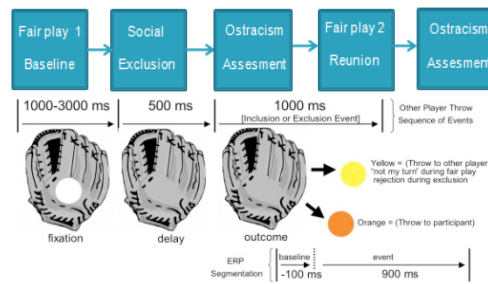 Fair play 1
Baseline
Social
Exclusion
Ostracism
Assesment
Fair play 2
Reunion
Ostracism
Assesment
1000-3000 ms
500 ms
1000 ms
[Inclusion or Exclusion Event]
Other Player Throw
Sequence of Events
Yellow = (Throw to other player
"not my turn" during fair play
rejection during exclusion
Orange = (Throw to participant)
fixation
delay
outcome
ERP
Segmentation
baseline
event
-100 ms
900 ms